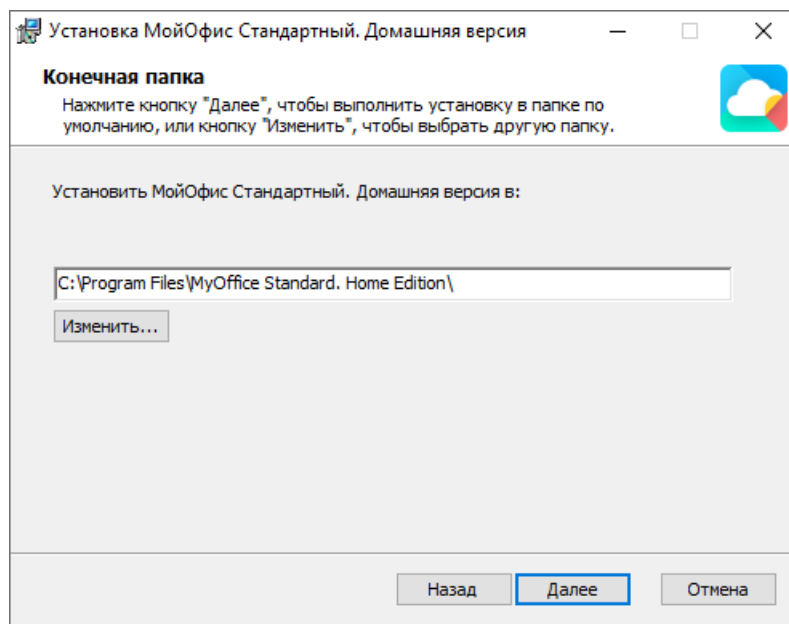 Установка МойОфис Стандартный. Домашняя версия
Конечная папка
Нажмите кнопку "Далее", чтобы выполнить установку в папке по
умолчанию, или кнопку "Изменить", чтобы выбрать другую папку.
Установить МойОфис Стандартный. Домашняя версия в:
C:\Program Files\MyOffice Standard. Home Edition\
Изменить...
Назад
Далее
Отмена